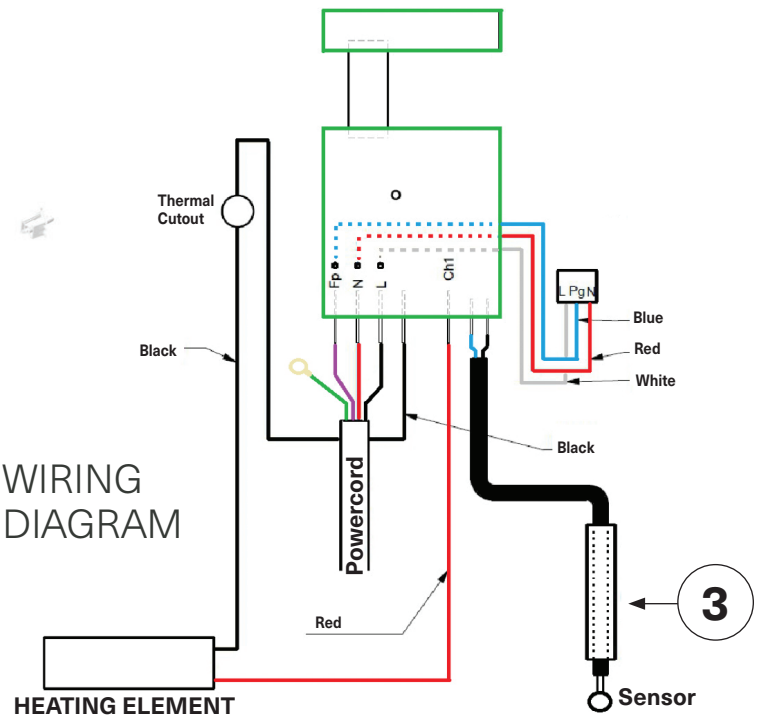 Thermal
Cutout
O
Fp
N
L
Ch1
L Pg N
Blue
Red
White
Black
Black
WIRING
DIAGRAM
Powercord
Red
3
HEATING ELEMENT
Sensor